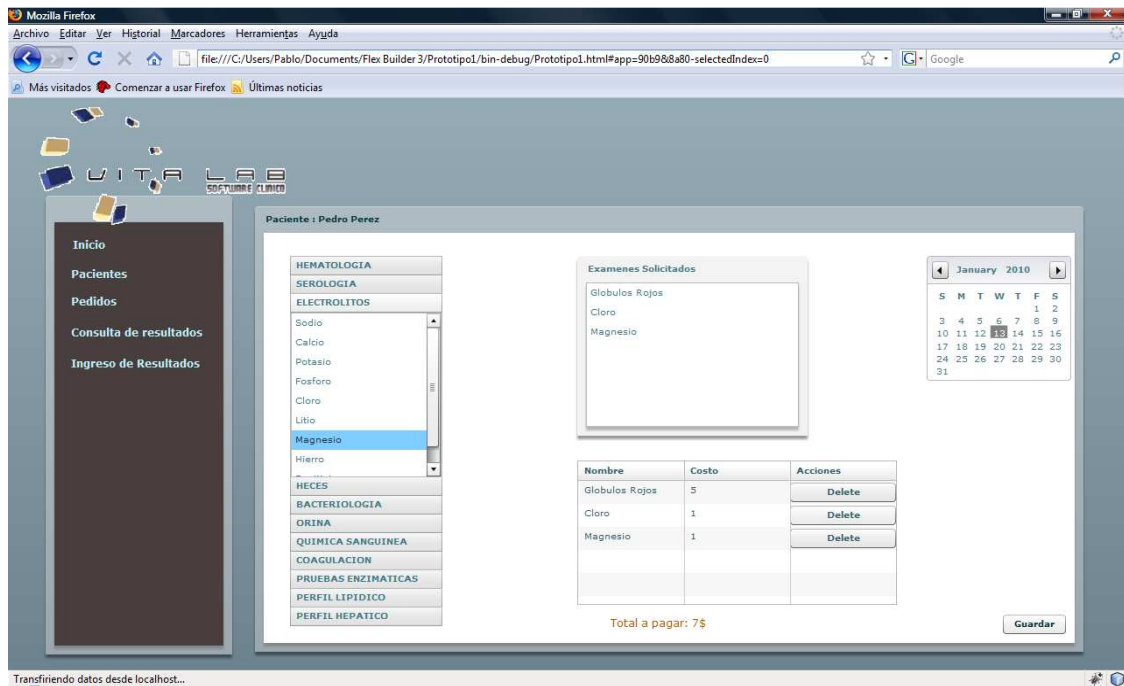 Mozilla Firefox
Archivo Editar Ver Historial Marcadores Herramientas Ayuda
file:///C:/Users/Pablo/Documents/Flex Builder 3/Prototipo1/bin-debug/Prototipo1.html#app=90b9&8a80-selectedIndex=0
Google
Más visitados Comenzar a usar Firefox Últimas noticias
VITA LAB
SOFTWARE CLINICO
Inicio
Pacientes
Pedidos
Consulta de resultados
Ingreso de Resultados
Paciente : Pedro Perez
HEMATOLOGIA
SEROLOGIA
ELECTROLITOS
Sodio
Calcio
Potasio
Fosforo
Cloro
Litio
Magnesio
Hierro
HECES
BACTERIOLOGIA
ORINA
QUIMICA SANGUINEA
COAGULACION
PRUEBAS ENZIMATICAS
PERFIL LIPIDICO
PERFIL HEPATICO
Examenes Solicitados
Globulos Rojos
Cloro
Magnesio
Nombre Costo Acciones
Globulos Rojos 5 Delete
Cloro 1 Delete
Magnesio 1 Delete
Total a pagar: 7$
January 2010
S M T W T F S
1 2
3 4 5 6 7 8 9
10 11 12 13 14 15 16
17 18 19 20 21 22 23
24 25 26 27 28 29 30
31
Guardar
Transfiriendo datos desde localhost...